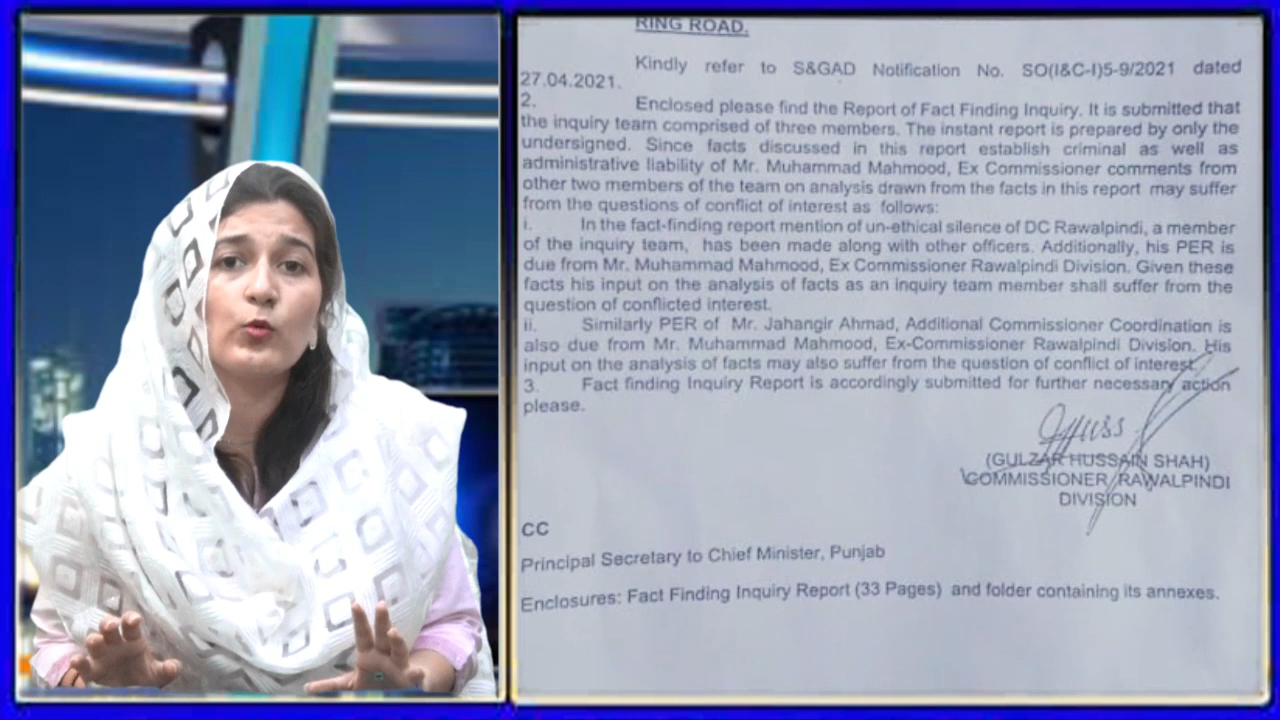 RING ROAD.
Kindly refer to S&GAD Notification No. SO(I&C-I)5-9/2021 dated
27.04.2021.
2. Enclosed please find the Report of Fact Finding Inquiry. It is submitted that
the inquiry team comprised of three members. The instant report is prepared by only the
undersigned. Since facts discussed in this report establish criminal as well as
administrative liability of Mr. Muhammad Mahmood, Ex Commissioner comments from
other two members of the team on analysis drawn from the facts in this report may suffer
from the questions of conflict of interest as follows:
i. In the fact-finding report mention of un-ethical silence of DC Rawalpindi, a member
of the inquiry team, has been made along with other officers. Additionally, his PER is
due from Mr. Muhammad Mahmood, Ex Commissioner Rawalpindi Division. Given these
facts his input on the analysis of facts as an inquiry team member shall suffer from the
question of conflicted interest.
ii. Similarly PER of Mr. Jahangir Ahmad, Additional Commissioner Coordination is
also due from Mr. Muhammad Mahmood, Ex-Commissioner Rawalpindi Division. His
input on the analysis of facts may also suffer from the question of conflict of interest.
3. Fact finding Inquiry Report is accordingly submitted for further necessary action
please.
(GULZAR HUSSAIN SHAH)
COMMISSIONER RAWALPINDI
DIVISION
CC
Principal Secretary to Chief Minister, Punjab
Enclosures: Fact Finding Inquiry Report (33 Pages) and folder containing its annexes.